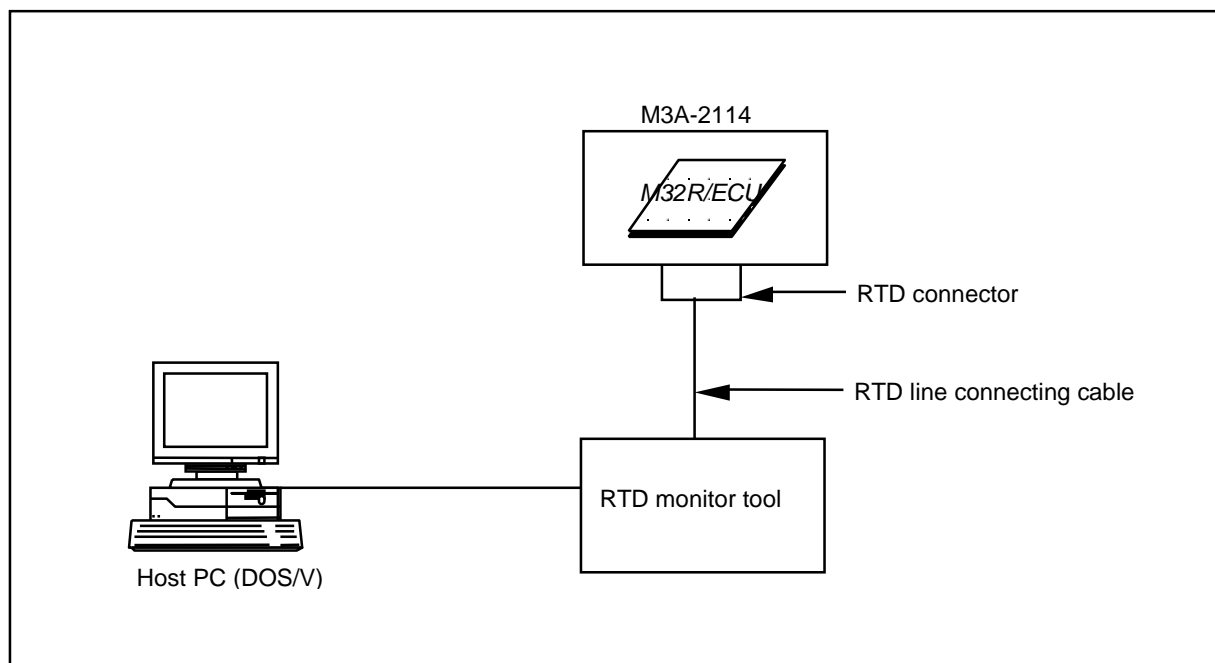 M3A-2114
M32R/ECU
RTD connector
RTD line connecting cable
RTD monitor tool
Host PC (DOS/V)